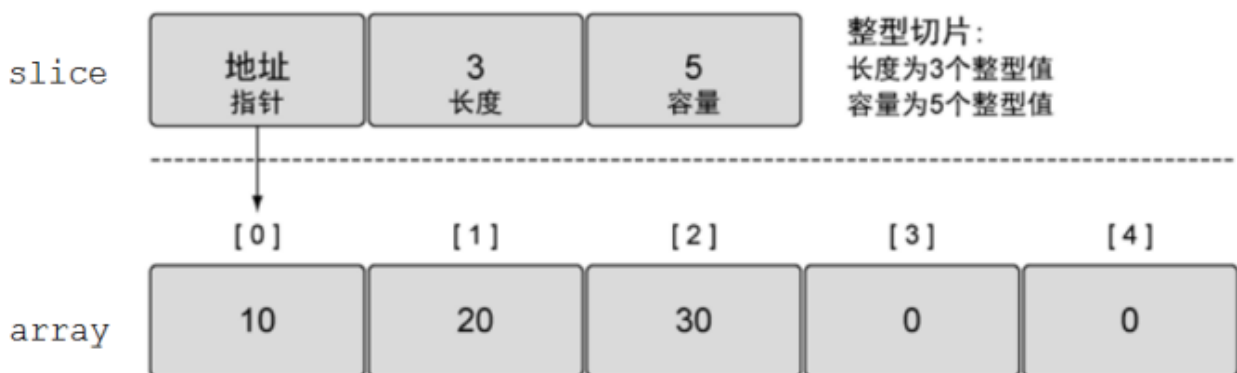 slice
地址
指针
3
长度
5
容量
整型切片:
长度为3个整型值
容量为5个整型值
[0] [1] [2] [3] [4]
array
10 20 30 0 0